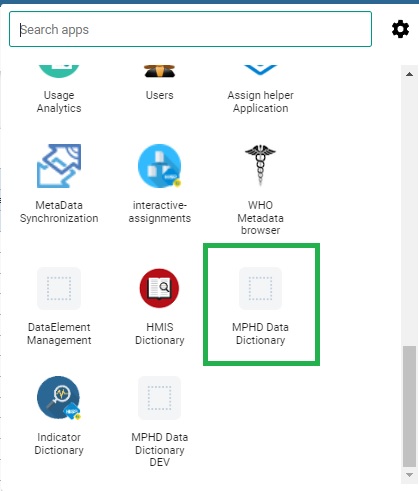 Search apps
Usage Analytics
Users
Assign helper Application
MetaData Synchronization
interactive-assignments
WHO Metadata browser
DataElement Management
HMIS Dictionary
MPHD Data Dictionary
Indicator Dictionary
MPHD Data Dictionary DEV